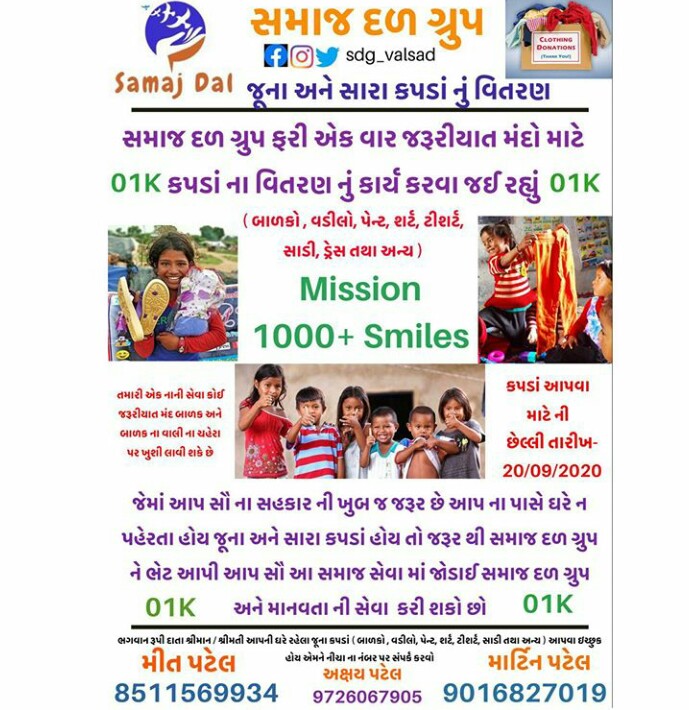 સમાજ દળ ગ્રુપ
sdg_valsad
Samaj Dal
CLOTHING
DONATIONS
(Thank You!)
જૂના અને સારા કપડાં નું વિતરણ
સમાજ દળ ગ્રુપ ફરી એક વાર જરૂરીયાત મંદો માટે
01K કપડાં ના વિતરણ નું કાર્ય કરવા જઈ રહ્યું 01K
( બાળકો , વડીલો, પેન્ટ, શર્ટ, ટીશર્ટ,
સાડી, ડ્રેસ તથા અન્ય )
Mission
1000+ Smiles
તમારી એક નાની સેવા કોઈ
જરૂરીયાત મંદ બાળક અને
બાળક ના વાલી ના ચહેરા
પર ખુશી લાવી શકે છે
કપડાં આપવા
માટે ની
છેલ્લી તારીખ-
20/09/2020
જેમાં આપ સૌ ના સહકાર ની ખુબ જ જરૂર છે આપ ના પાસે ઘરે ન
પહેરતા હોય જૂના અને સારા કપડાં હોય તો જરૂર થી સમાજ દળ ગ્રુપ
ને ભેટ આપી આપ સૌ આ સમાજ સેવા માં જોડાઈ સમાજ દળ ગ્રુપ
01K અને માનવતા ની સેવા કરી શકો છો 01K
ભગવાન રૂપી દાતા શ્રીમાન / શ્રીમતી આપની ઘરે રહેલા જૂના કપડાં ( બાળકો , વડીલો, પેન્ટ, શર્ટ, ટીશર્ટ, સાડી તથા અન્ય ) આપવા ઈચ્છુક
હોય એમને નીચા ના નંબર પર સંપર્ક કરવો
મીત પટેલ
8511569934
અક્ષય પટેલ
9726067905
માર્ટિન પટેલ
9016827019